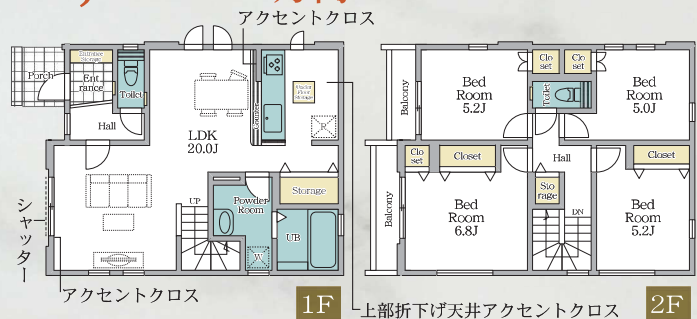 アクセントクロス
Porch
Entrance
Storage
Ent
rance
Toilet
Hall
LDK
20.0J
Counter
Under
Floor
Storage
R
シャッター
UP
Powder
Room
W
Storage
UB
アクセントクロス
1F
上部折下げ天井アクセントクロス
Balcony
Bed
Room
5.2J
Clo
set
Clo
set
Toilet
Bed
Room
5.0J
Clo
set
Closet
Hall
Closet
Balcony
Bed
Room
6.8J
Sto
rage
DN
Bed
Room
5.2J
2F